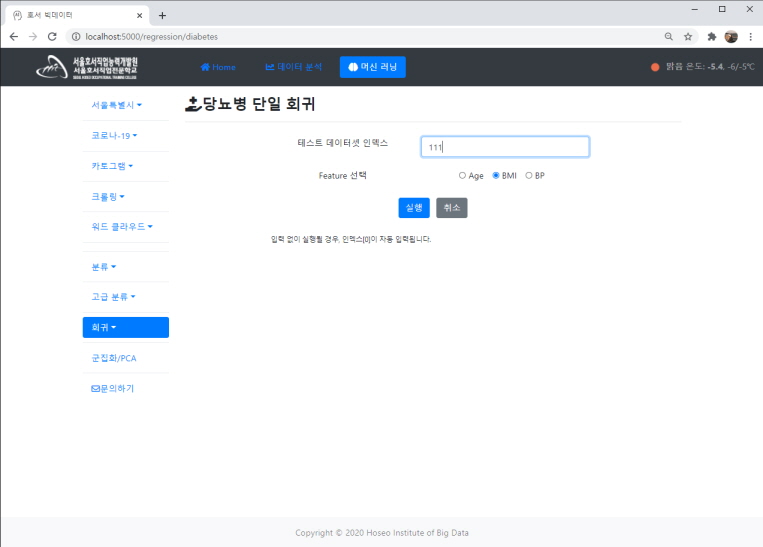 호서 빅데이터
localhost:5000/regression/diabetes
서울호서직업능력개발원
서울호서직업전문학교
Home
데이터 분석
머신 러닝
맑음 온도: -5.4, -6/-5℃
서울특별시
코로나-19
카토그램
크롤링
워드 클라우드
분류
고급 분류
회귀
군집화/PCA
문의하기
당뇨병 단일 회귀
테스트 데이터셋 인덱스
111
Feature 선택
Age BMI BP
실행 취소
입력 없이 실행될 경우, 인덱스[0]이 자동 입력됩니다.
Copyright © 2020 Hoseo Institute of Big Data